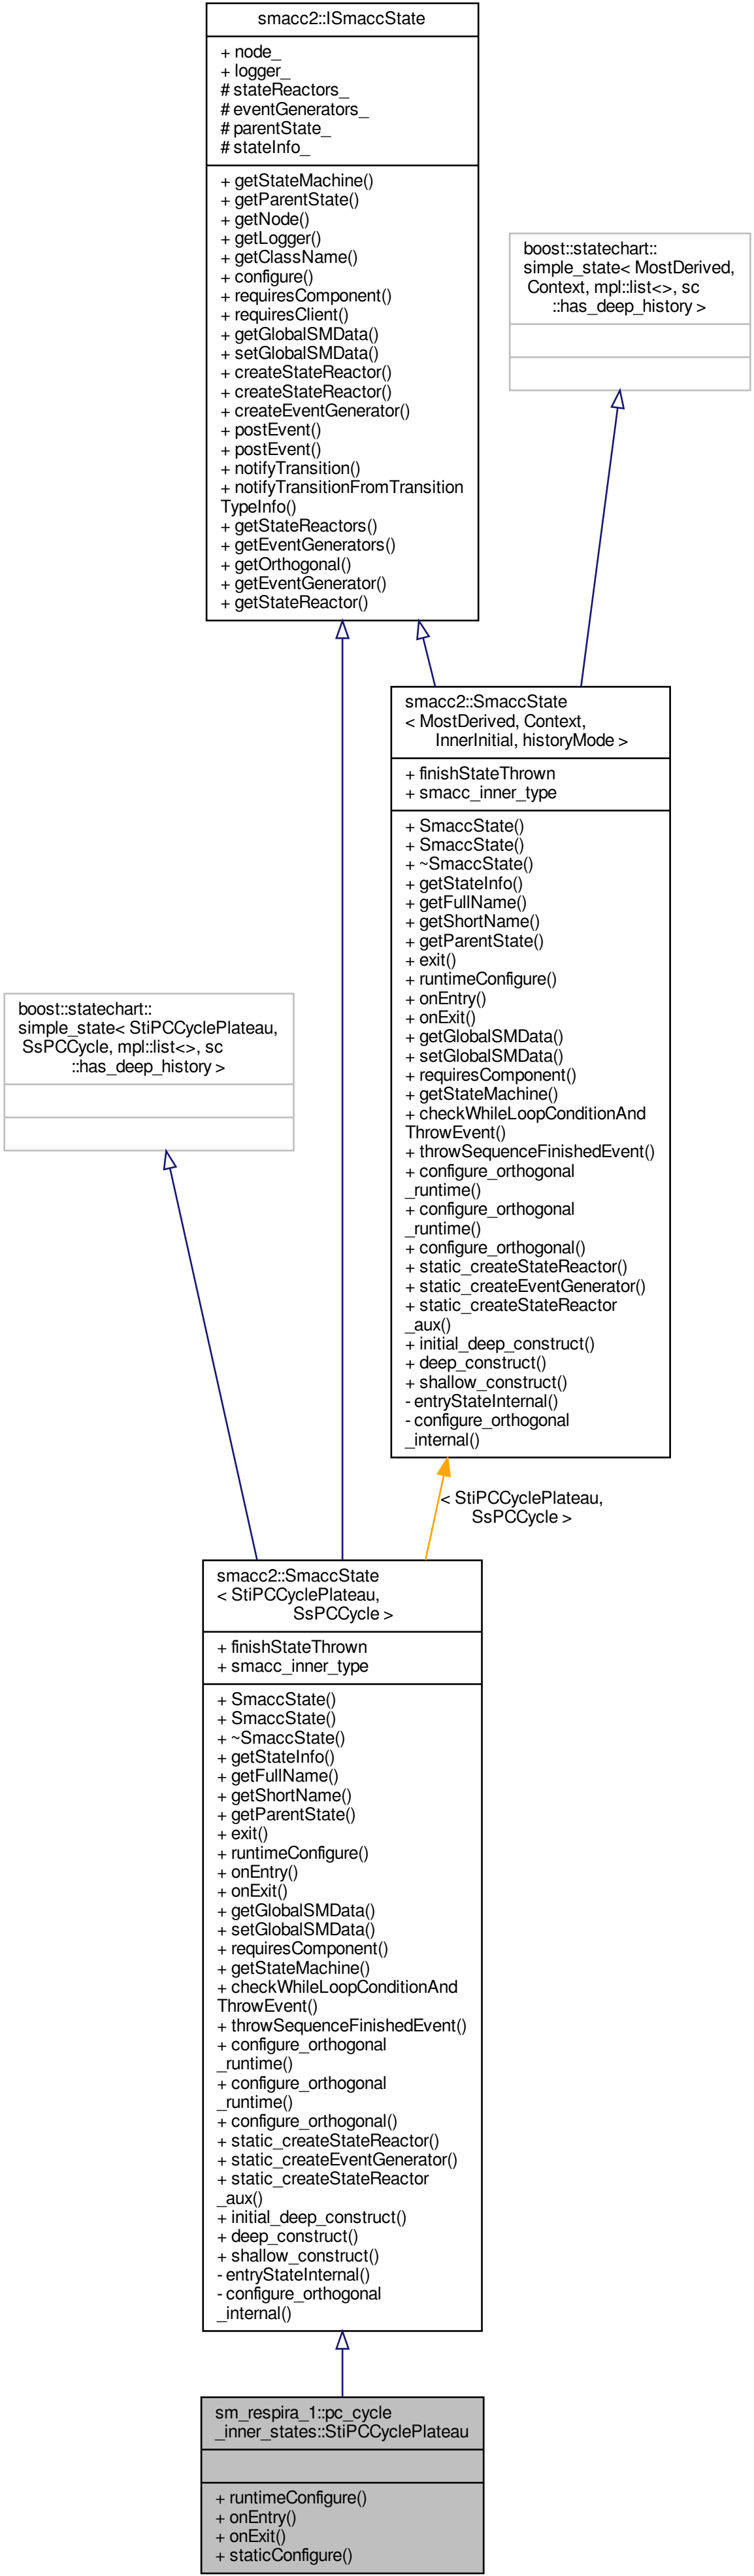 smacc2::ISmaccState
+ node_
+ logger_
# stateReactors_
# eventGenerators_
# parentState_
# stateInfo_
+ getStateMachine()
+ getParentState()
+ getNode()
+ getLogger()
+ getClassName()
+ configure()
+ requiresComponent()
+ requiresClient()
+ getGlobalSMData()
+ setGlobalSMData()
+ createStateReactor()
+ createStateReactor()
+ createEventGenerator()
+ postEvent()
+ postEvent()
+ notifyTransition()
+ notifyTransitionFromTransition
TypeInfo()
+ getStateReactors()
+ getEventGenerators()
+ getOrthogonal()
+ getEventGenerator()
+ getStateReactor()
boost::statechart::
simple_state< MostDerived,
Context, mpl::list<>, sc
::has_deep_history >
smacc2::SmaccState
< MostDerived, Context,
InnerInitial, historyMode >
+ finishStateThrown
+ smacc_inner_type
+ SmaccState()
+ SmaccState()
+ ~SmaccState()
+ getStateInfo()
+ getFullName()
+ getShortName()
+ getParentState()
+ exit()
+ runtimeConfigure()
+ onEntry()
+ onExit()
+ getGlobalSMData()
+ setGlobalSMData()
+ requiresComponent()
+ getStateMachine()
+ checkWhileLoopConditionAnd
ThrowEvent()
+ throwSequenceFinishedEvent()
+ configure_orthogonal
_runtime()
+ configure_orthogonal
_runtime()
+ configure_orthogonal()
+ static_createStateReactor()
+ static_createEventGenerator()
+ static_createStateReactor
_aux()
+ initial_deep_construct()
+ deep_construct()
+ shallow_construct()
- entryStateInternal()
- configure_orthogonal
_internal()
boost::statechart::
simple_state< StiPCCyclePlateau,
SsPCCycle, mpl::list<>, sc
::has_deep_history >
< StiPCCyclePlateau,
SsPCCycle >
smacc2::SmaccState
< StiPCCyclePlateau,
SsPCCycle >
+ finishStateThrown
+ smacc_inner_type
+ SmaccState()
+ SmaccState()
+ ~SmaccState()
+ getStateInfo()
+ getFullName()
+ getShortName()
+ getParentState()
+ exit()
+ runtimeConfigure()
+ onEntry()
+ onExit()
+ getGlobalSMData()
+ setGlobalSMData()
+ requiresComponent()
+ getStateMachine()
+ checkWhileLoopConditionAnd
ThrowEvent()
+ throwSequenceFinishedEvent()
+ configure_orthogonal
_runtime()
+ configure_orthogonal
_runtime()
+ configure_orthogonal()
+ static_createStateReactor()
+ static_createEventGenerator()
+ static_createStateReactor
_aux()
+ initial_deep_construct()
+ deep_construct()
+ shallow_construct()
- entryStateInternal()
- configure_orthogonal
_internal()
sm_respira_1::pc_cycle
_inner_states::StiPCCyclePlateau
+ runtimeConfigure()
+ onEntry()
+ onExit()
+ staticConfigure()